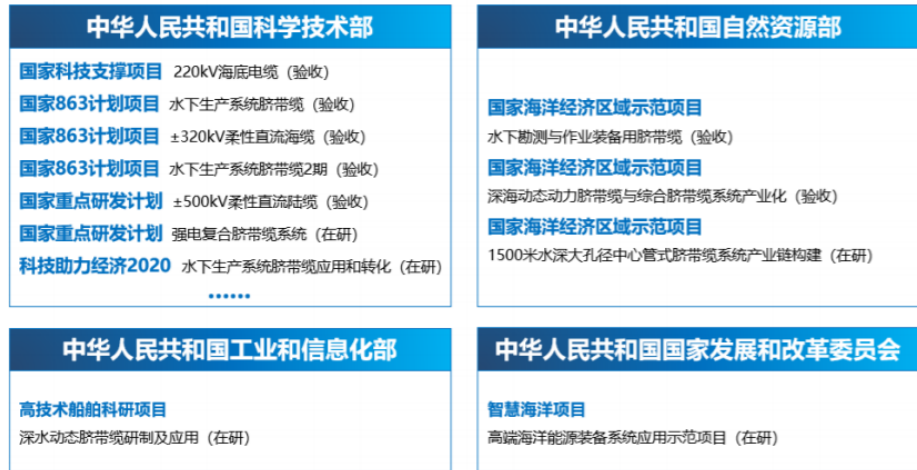 中华人民共和国科学技术部
国家科技支撑项目 220kV海底电缆（验收）
国家863计划项目 水下生产系统脐带缆（验收）
国家863计划项目 ±320kV柔性直流海缆（验收）
国家863计划项目 水下生产系统脐带缆2期（验收）
国家重点研发计划 ±500kV柔性直流陆缆（验收）
国家重点研发计划 强电复合脐带缆系统（在研）
科技助力经济2020 水下生产系统脐带缆应用和转化（在研）
••••••
中华人民共和国自然资源部
国家海洋经济区域示范项目
水下勘测与作业装备用脐带缆（验收）
国家海洋经济区域示范项目
深海动态动力脐带缆与综合脐带缆系统产业化（验收）
国家海洋经济区域示范项目
1500米水深大孔径中心管式脐带缆系统产业链构建（在研）
中华人民共和国工业和信息化部
高技术船舶科研项目
深水动态脐带缆研制及应用（在研）
中华人民共和国国家发展和改革委员会
智慧海洋项目
高端海洋能源装备系统应用示范项目（在研）